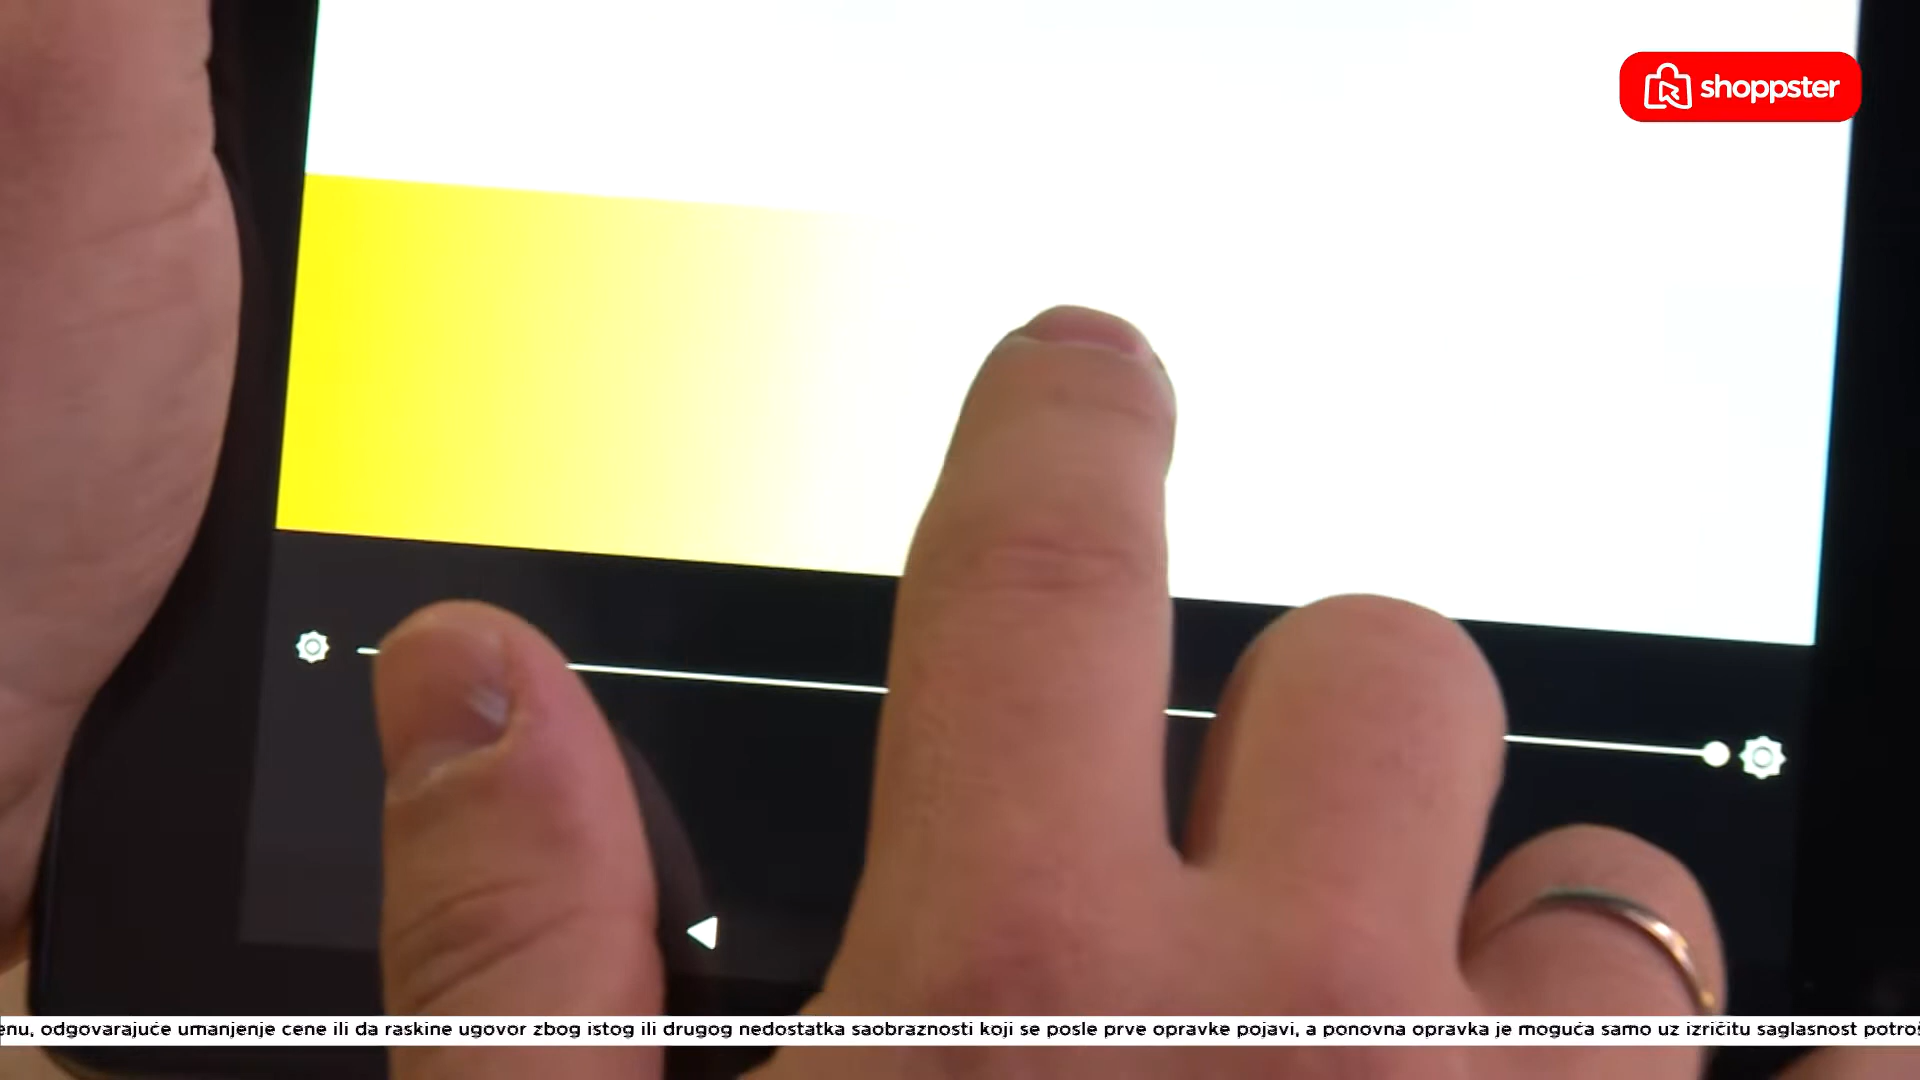 shoppster
enu, odgovarajuće umanjenje cene ili da raskine ugovor zbog istog ili drugog nedostatka saobraznosti koji se posle prve opravke pojavi, a ponovna opravka je moguća samo uz izričitu saglasnost potroš